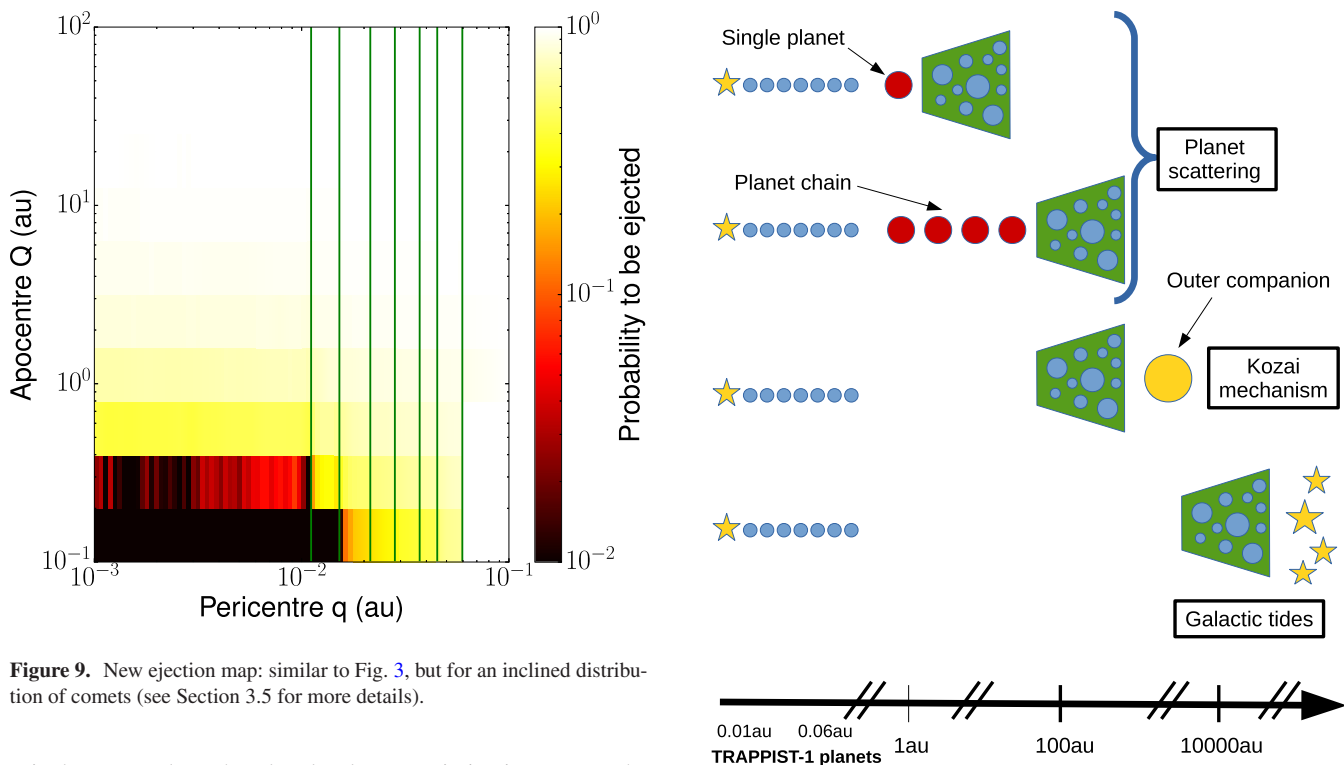 10^2
10^1
10^0
10^-1
Apocentre Q (au)
10^-3
10^-2
10^-1
Pericentre q (au)
10^0
10^-1
10^-2
Probability to be ejected
Figure 9. New ejection map: similar to Fig. 3, but for an inclined distribu-
tion of comets (see Section 3.5 for more details).
Single planet
Planet chain
Planet
scattering
Outer companion
Kozai
mechanism
Galactic tides
0.01au
0.06au
1au
100au
10000au
TRAPPIST-1 planets